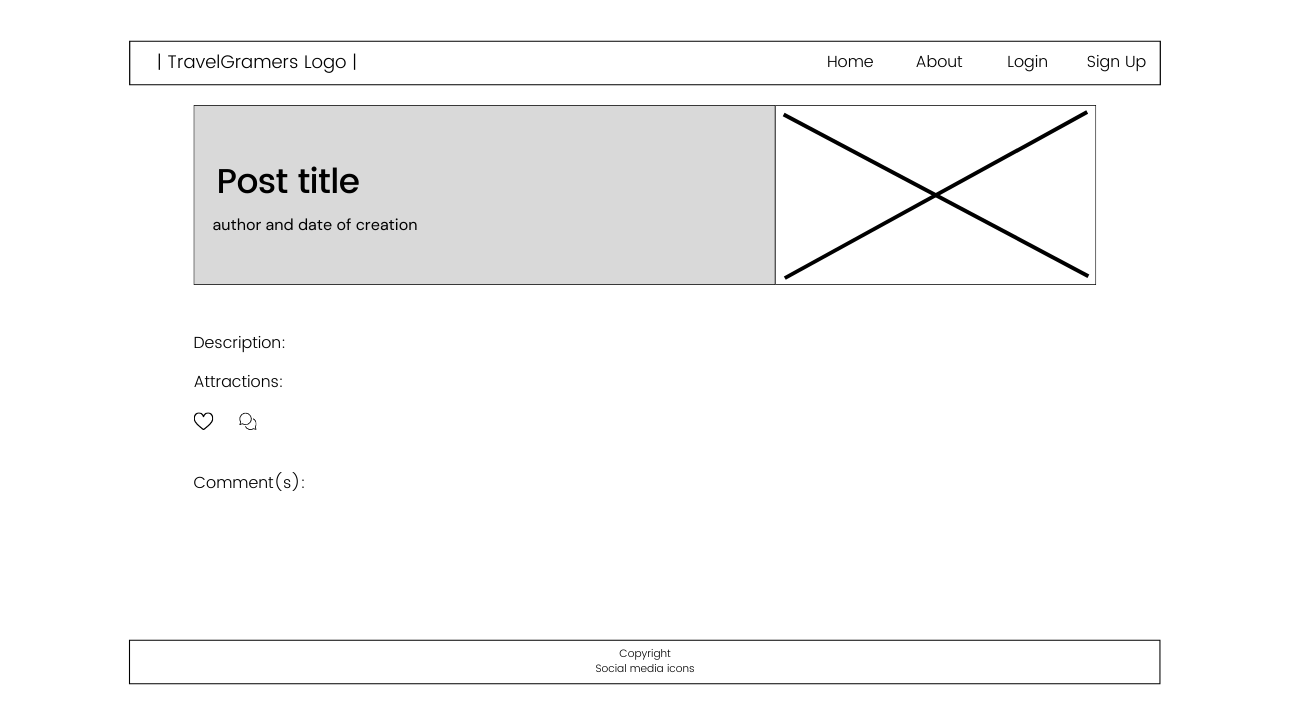 | TravelGramers Logo | Home About Login Sign Up
Post title
author and date of creation
Description:
Attractions:
Comment(s):
Copyright
Social media icons